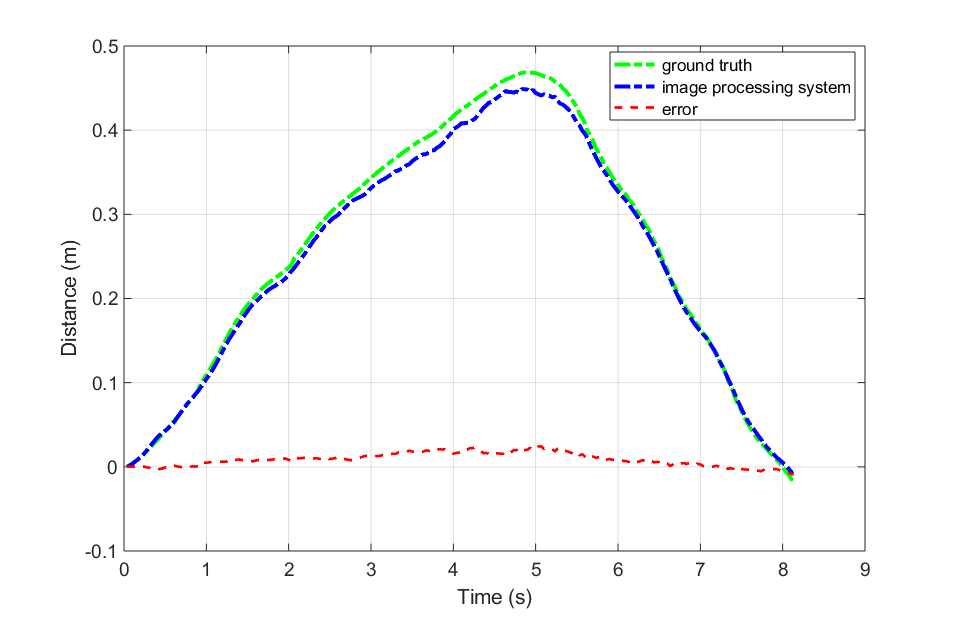 0.5
0.4
0.3
0.2
0.1
0
-0.1
Distance (m)
ground truth
image processing system
error
0 1 2 3 4 5 6 7 8 9
Time (s)